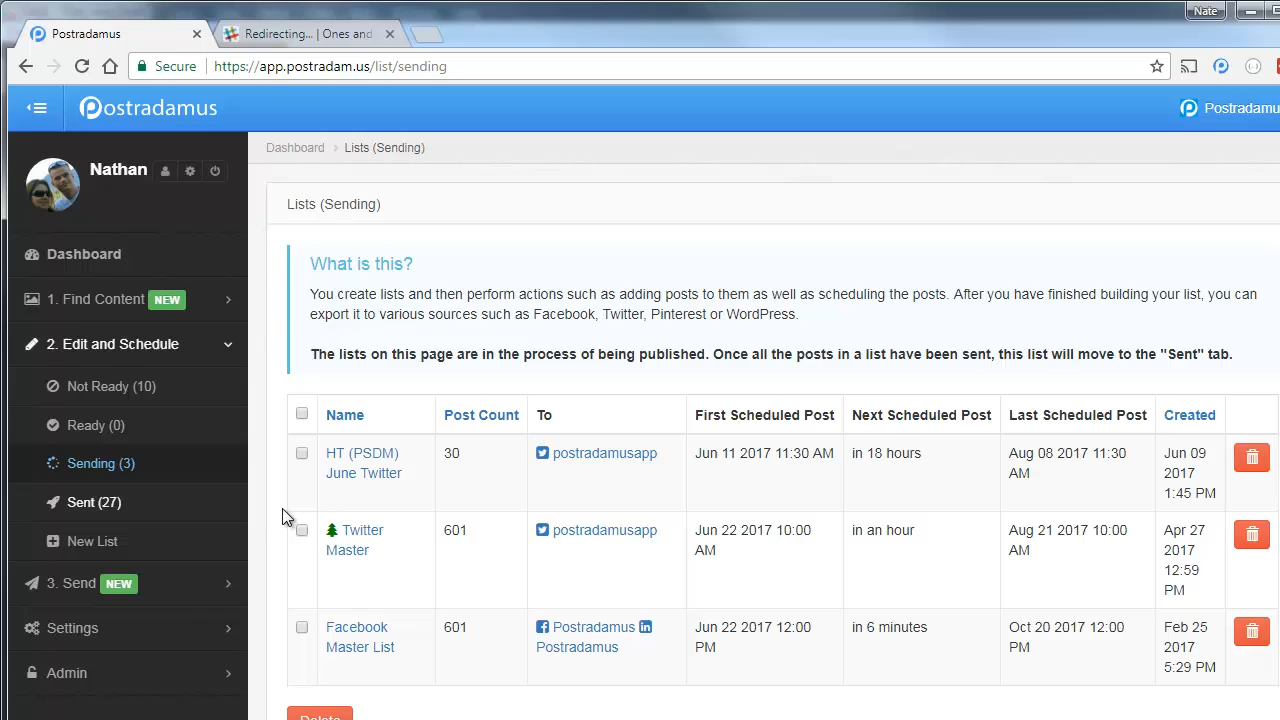 Nate
Postradamus
Redirecting... | Ones and
Secure
https://app.postradam.us/list/sending
Postradamus
Postradamu
Nathan
Dashboard
1. Find Content NEW
2. Edit and Schedule
Not Ready (10)
Ready (0)
Sending (3)
Sent (27)
New List
3. Send NEW
Settings
Admin
Dashboard
Lists (Sending)
Lists (Sending)
What is this?
You create lists and then perform actions such as adding posts to them as well as scheduling the posts. After you have finished building your list, you can
export it to various sources such as Facebook, Twitter, Pinterest or WordPress.
The lists on this page are in the process of being published. Once all the posts in a list have been sent, this list will move to the "Sent" tab.
Name Post Count To First Scheduled Post Next Scheduled Post Last Scheduled Post Created
HT (PSDM) 30 postradamusapp Jun 11 2017 11:30 AM in 18 hours Aug 08 2017 11:30 Jun 09
June Twitter AM 2017
1:45 PM
Twitter 601 postradamusapp Jun 22 2017 10:00 in an hour Aug 21 2017 10:00 Apr 27
Master AM AM 2017
12:59
PM
Facebook 601 Postradamus Jun 22 2017 12:00 in 6 minutes Oct 20 2017 12:00 Feb 25
Master List Postradamus PM PM 2017
5:29 PM
Delete